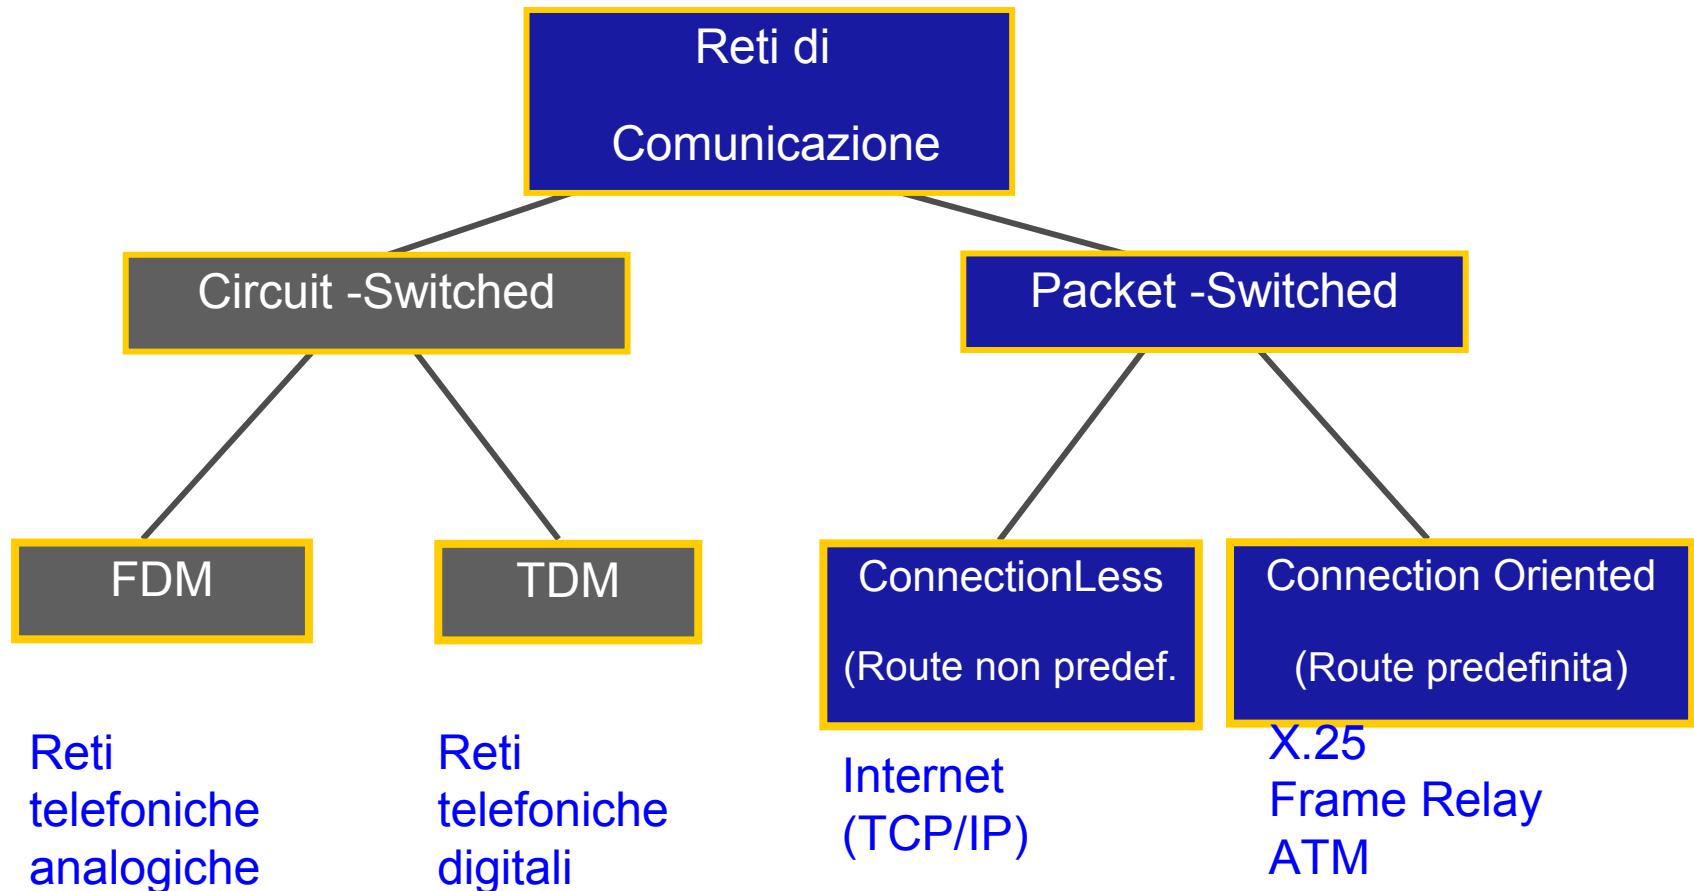 Reti di
Comunicazione
Circuit -Switched
Packet -Switched
FDM
TDM
ConnectionLess
(Route non predef.
Connection Oriented
(Route predefinita)
Reti
telefoniche
analogiche
Reti
telefoniche
digitali
Internet
(TCP/IP)
X.25
Frame Relay
ATM